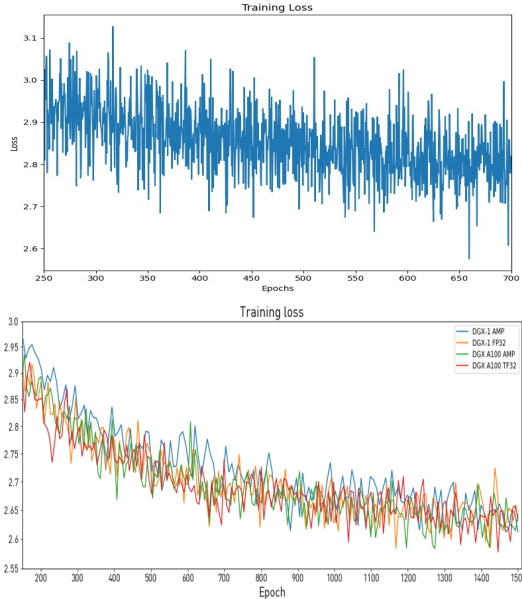 Training Loss
3.1
3.0
2.9
2.8
2.7
2.6
Loss
250 300 350 400 450 500 550 600 650 700
Epochs
Training loss
3.0
2.95
2.9
2.85
2.8
2.75
2.7
2.65
2.6
2.55
DGX-1 AMP
DGX-1 FP32
DGX A100 AMP
DGX A100 TF32
200 300 400 500 600 700 800 900 1000 1100 1200 1300 1400 1500
Epoch